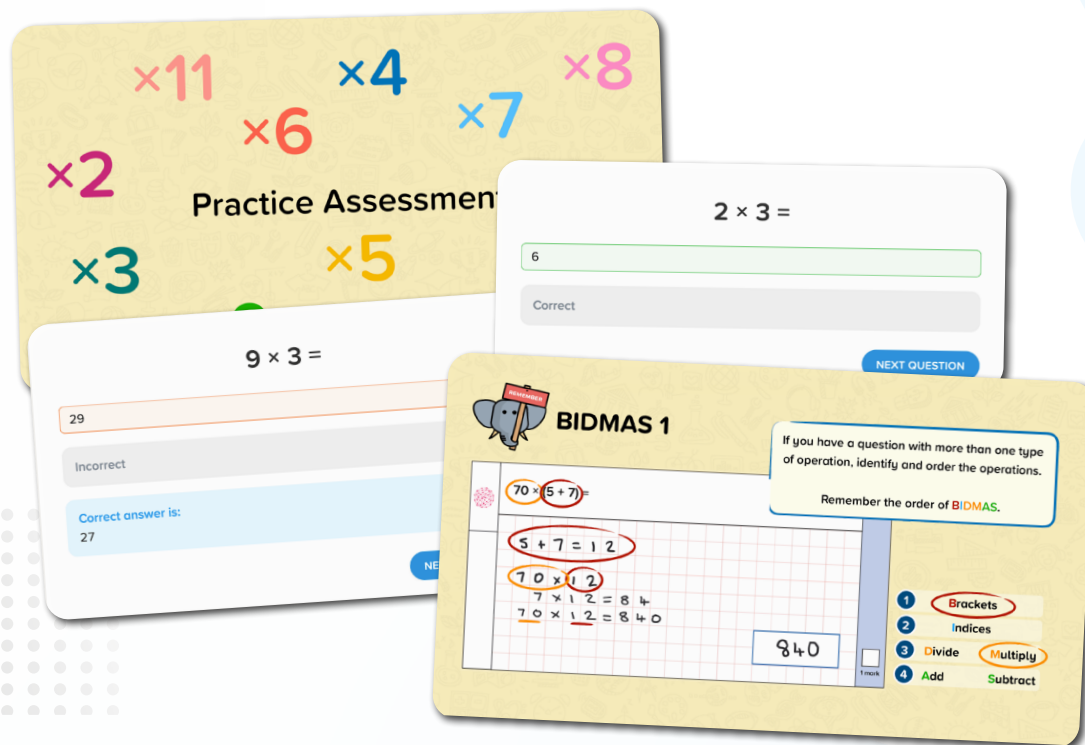 ×11
×4
×8
×6
×7
×2
Practice Assessment
×3
×5
2 × 3 =
6
Correct
NEXT QUESTION
9 × 3 =
29
Incorrect
Correct answer is:
27
NE
REMEMBER
BIDMAS 1
If you have a question with more than one type
of operation, identify and order the operations.
Remember the order of BIDMAS.
70 × (5 + 7) =
5 + 7 = 12
70 × 12
7 × 12 = 84
70 × 12 = 840
840
1 mark
1 Brackets
2 Indices
3 Divide Multiply
4 Add Subtract